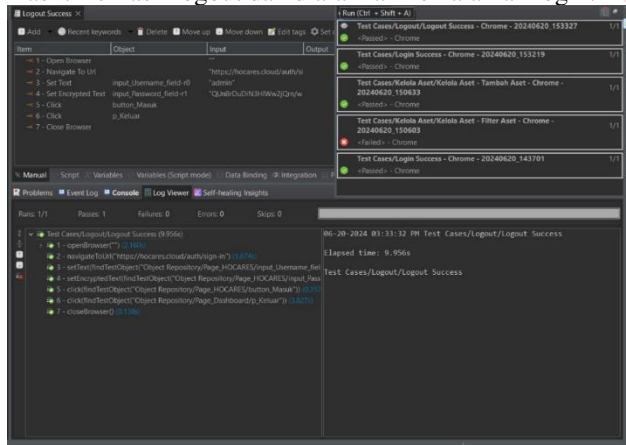 Logout Success
Run (Ctrl + Shift + A)
Add Recent keywords Delete Move up Move down Edit tags
Item Object Input Output
1 - Open Browser ""
2 - Navigate To Url "https://hocares.cloud/auth/si
3 - Set Text input_Username_field-r0 "admin"
4 - Set Encrypted Text input_Password_field-r1
5 - Click button_Masuk
6 - Click p_Keluar
7 - Close Browser
Test Cases/Logout/Logout Success - Chrome - 20240620_153327 1/1
<Passed> - Chrome
Test Cases/Login Success - Chrome - 20240620_153219 1/1
<Passed> - Chrome
Test Cases/Kelola Aset/Kelola Aset - Tambah Aset - Chrome - 1/1
20240620_150633
<Passed> - Chrome
Test Cases/Kelola Aset/Kelola Aset - Filter Aset - Chrome - 1/1
20240620_150603
<Failed> - Chrome
Test Cases/Login Success - Chrome - 20240620_143701 1/1
<Passed> - Chrome
Manual Script Variables Variables (Script mode) Data Binding Integration
Problems Event Log Console Log Viewer Self-healing Insights
Runs: 1/1 Passes: 1 Failures: 0 Errors: 0 Skips: 0
Test Cases/Logout/Logout Success (9.956s)
1 - openBrowser("")
2 - navigateToUrl("https://hocares.cloud/auth/sign-in")
3 - setText(findTestObject("Object Repository/Page_HOCARES/input_Username_fiel
4 - setEncryptedText(findTestObject("Object Repository/Page_HOCARES/input_Pass
5 - click(findTestObject("Object Repository/Page_HOCARES/button_Masuk"))
6 - click(findTestObject("Object Repository/Page_Dashboard/p_Keluar"))
7 - closeBrowser()
06-20-2024 03:33:32 PM Test Cases/Logout/Logout Success
Elapsed time: 9.956s
Test Cases/Logout/Logout Success